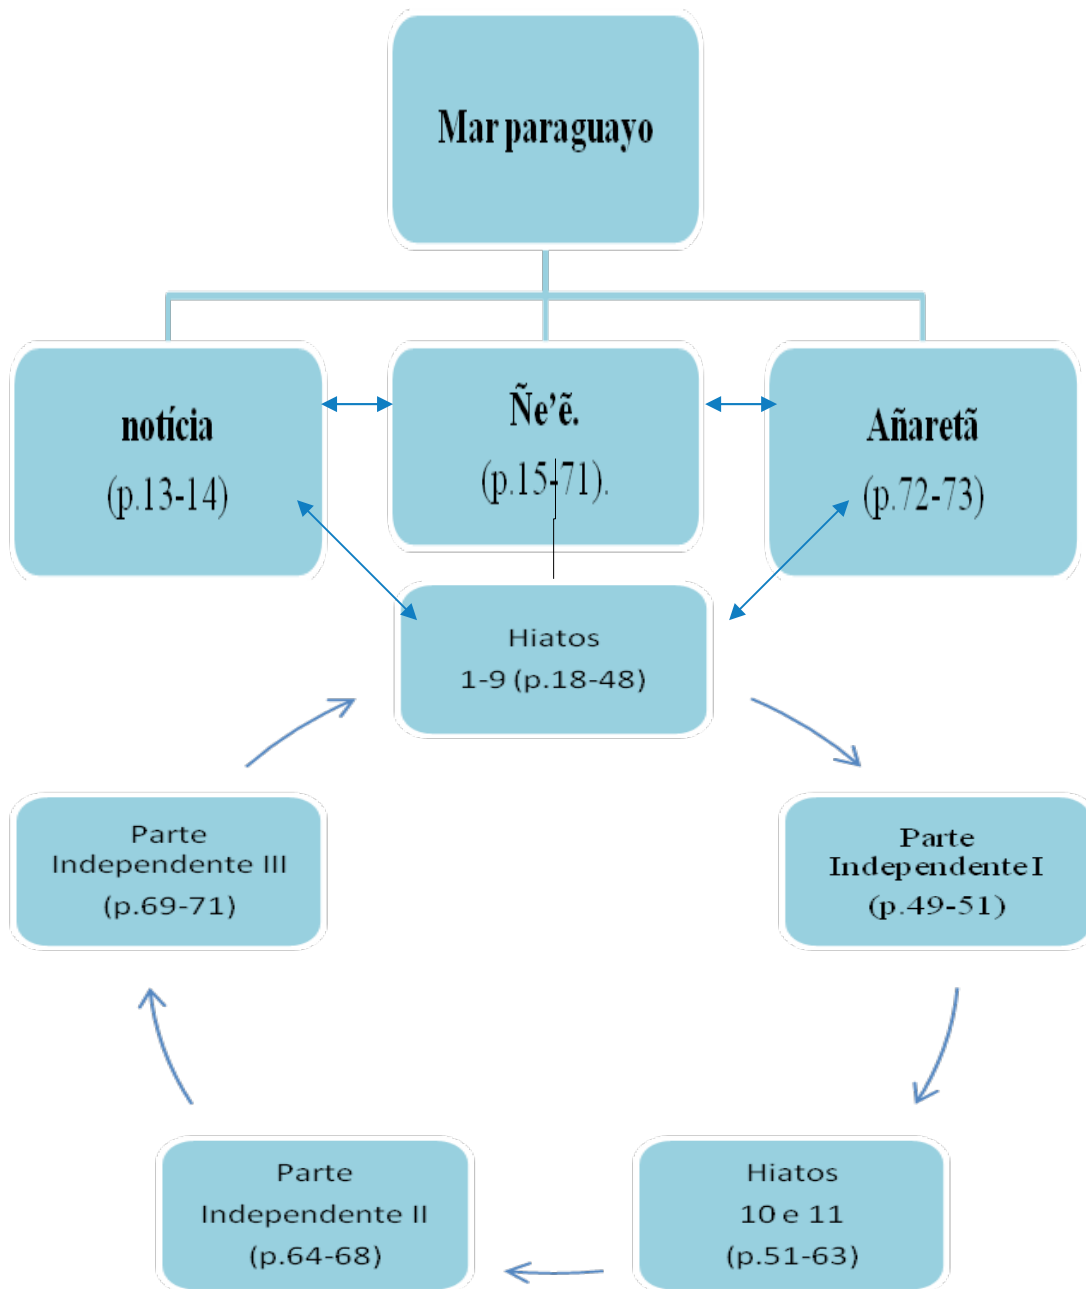 Mar paraguayo
notícia
(p.13-14)
Ñe’ẽ.
(p.15-71).
Añaretã
(p.72-73)
Hiatos
1-9 (p.18-48)
Parte
Independente I
(p.49-51)
Hiatos
10 e 11
(p.51-63)
Parte
Independente II
(p.64-68)
Parte
Independente III
(p.69-71)